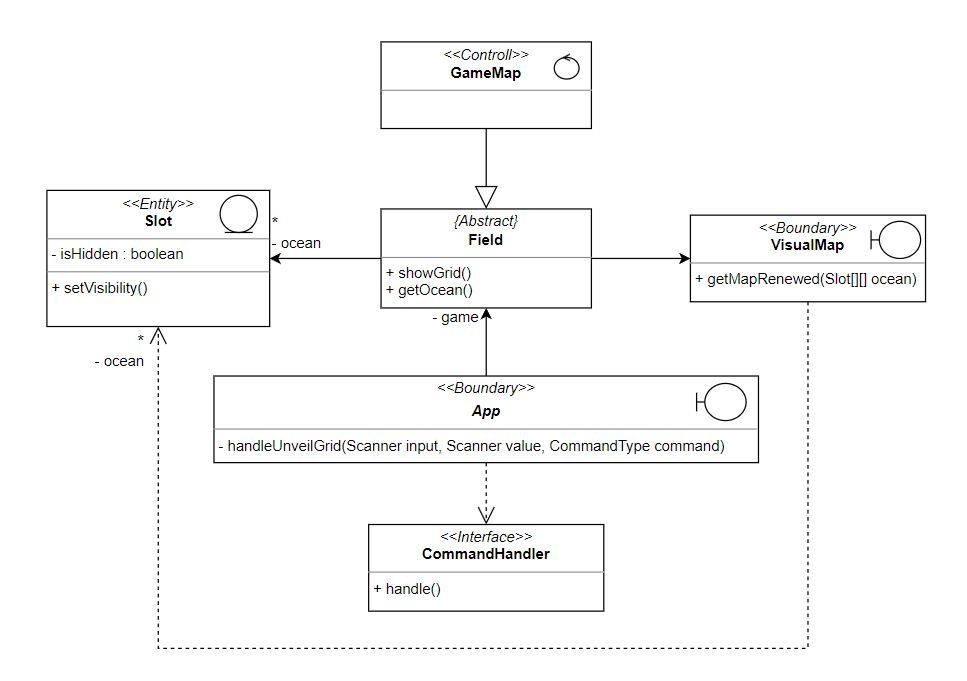 <<Controll>>
GameMap
<<Entity>>
Slot
- isHidden : boolean
+ setVisibility()
*
- ocean
{Abstract}
Field
+ showGrid()
+ getOcean()
<<Boundary>>
VisualMap
+ getMapRenewed(Slot[][] ocean)
- game
*
- ocean
<<Boundary>>
App
- handleUnveilGrid(Scanner input, Scanner value, CommandType command)
<<Interface>>
CommandHandler
+ handle()